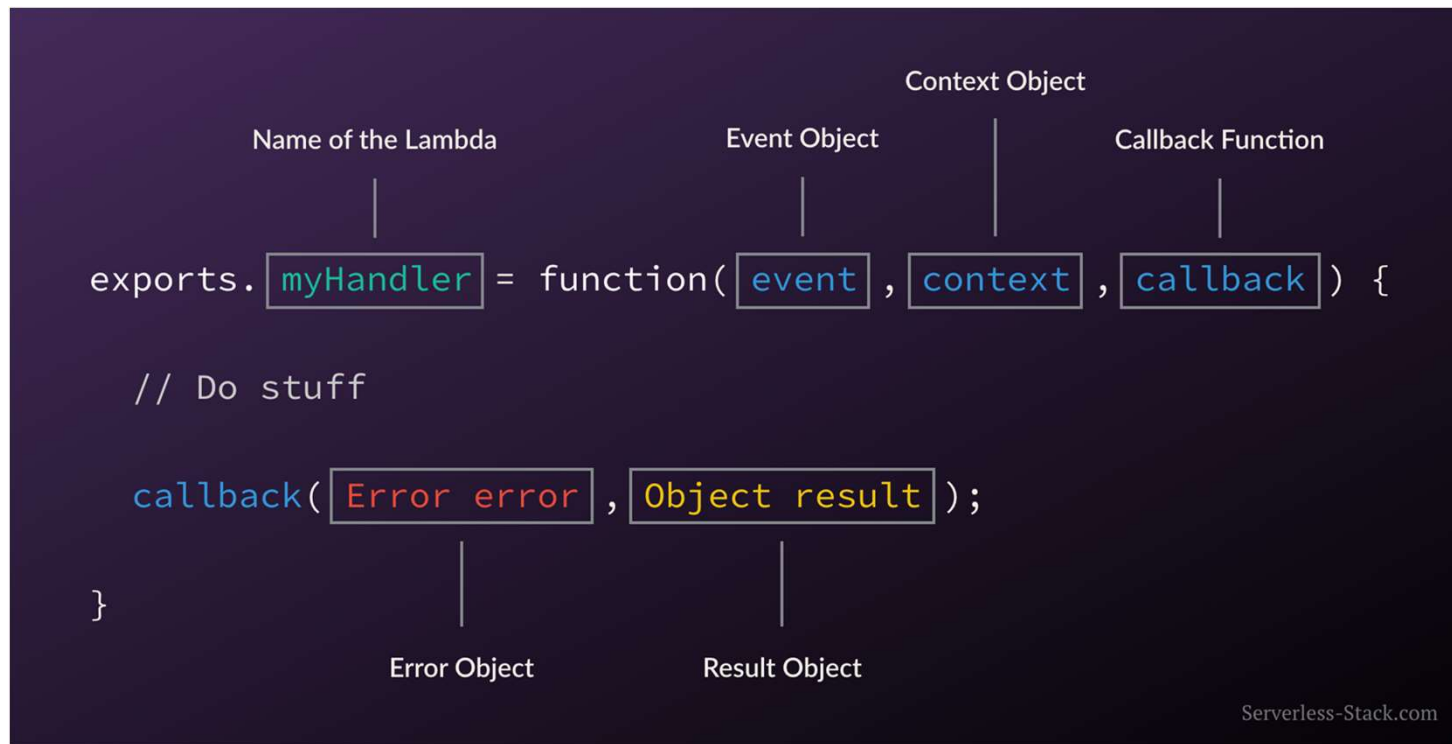 Context Object
Name of the Lambda
Event Object
Callback Function
exports. myHandler = function( event , context , callback ) {
// Do stuff
callback( Error error , Object result );
}
Error Object
Result Object
Serverless-Stack.com